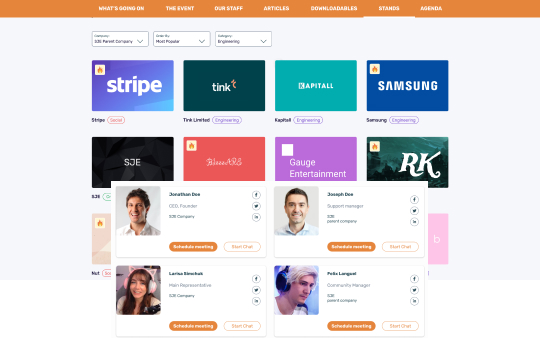 WHAT'S GOING ON THE EVENT OUR STAFF ARTICLES DOWNLOADABLES STANDS AGENDA
Company: Order By: Category:
SJE Parent Company Most Popular Engineering
stripe tink KAPITALL SAMSUNG
Stripe Social Tink Limited Engineering Kapitall Engineering Samsung Engineering
SJE Gauge Entertainment RK
SJE
Jonathan Doe
CEO, Founder
SJE Company
Schedule meeting Start Chat
Joseph Doe
Support manager
SJE
parent company
Schedule meeting Start Chat
b
Nut
Larisa Simchuk
Main Representative
SJE Company
Schedule meeting Start Chat
Felix Languel
Community Manager
SJE
parent company
Schedule meeting Start Chat